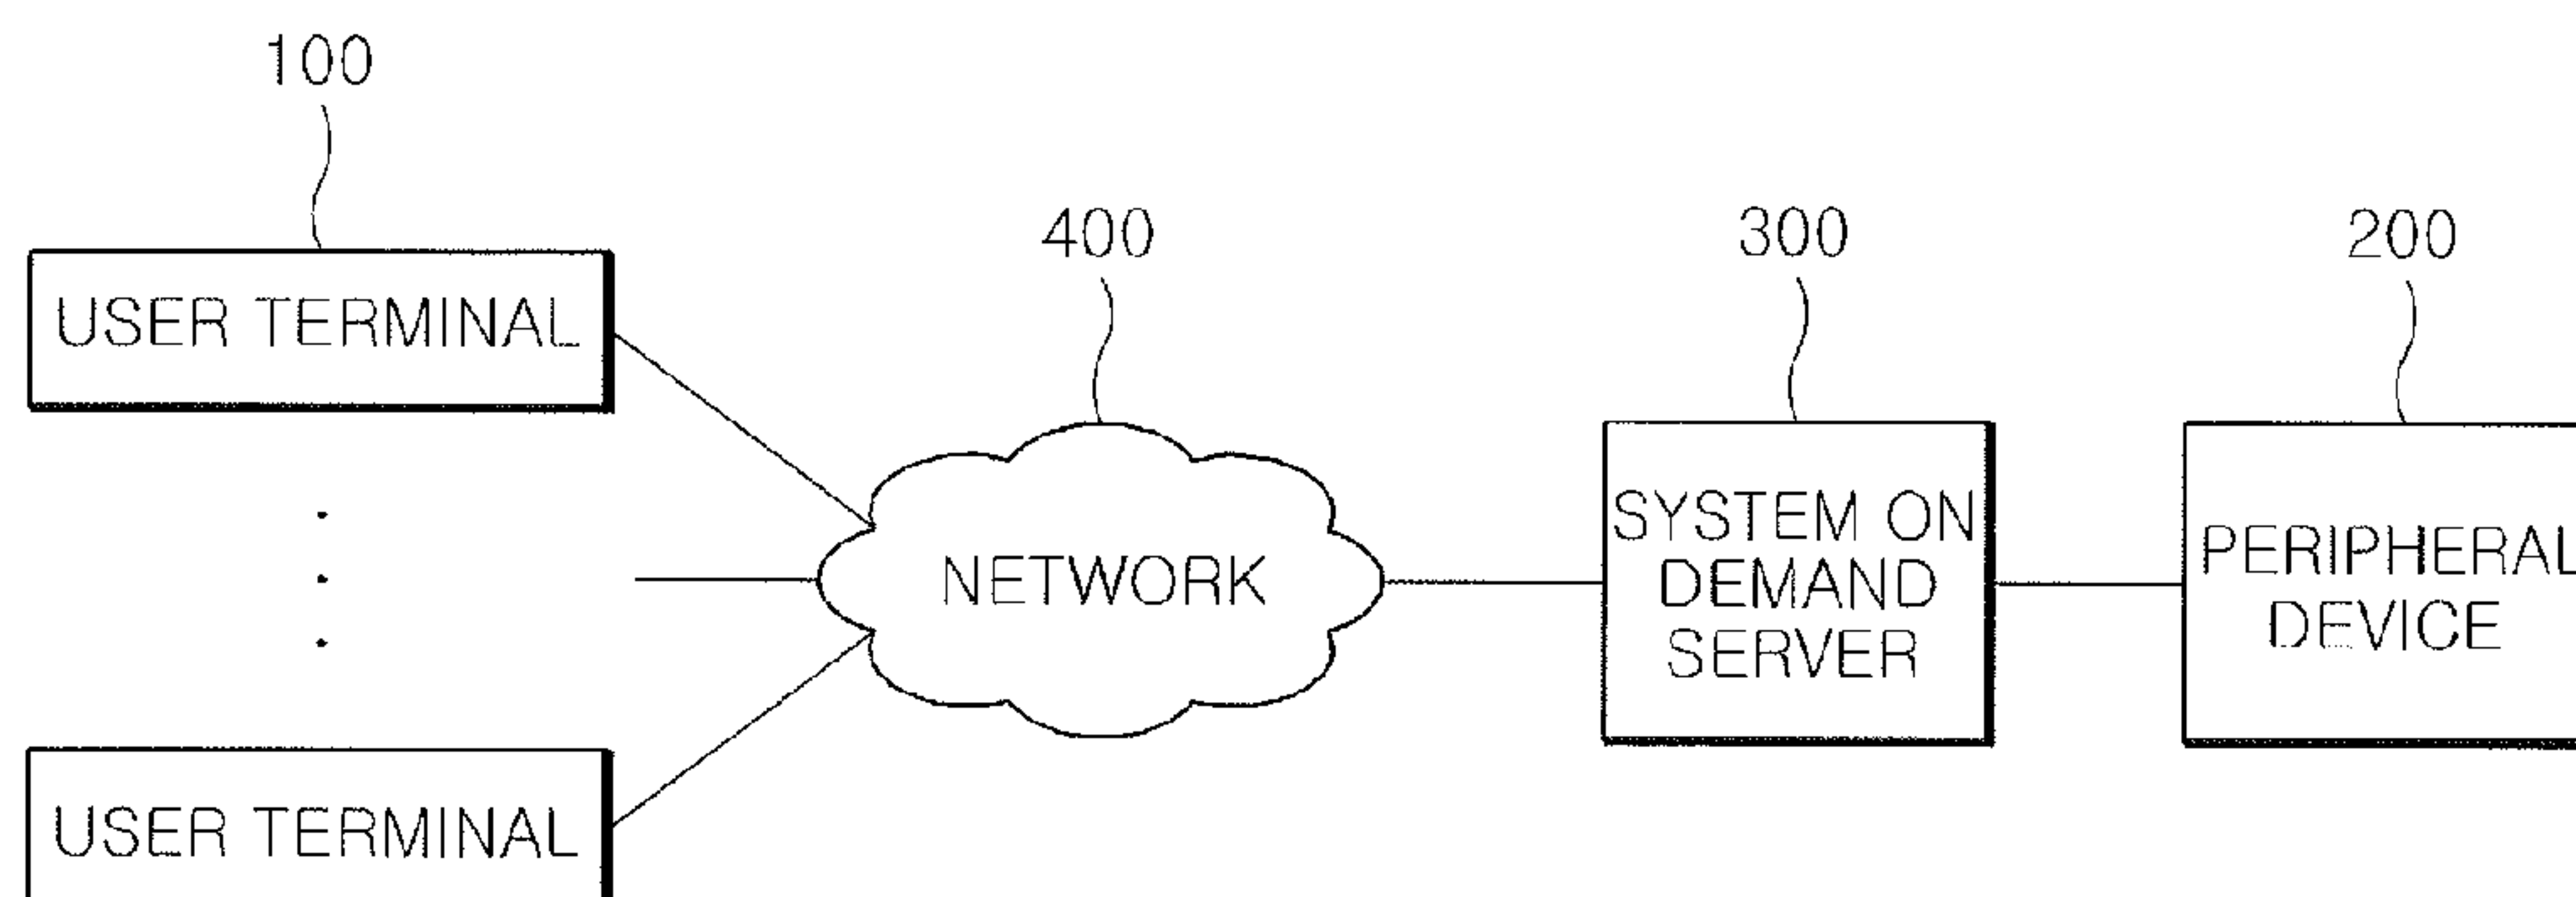 100
400
300
200
USER TERMINAL
NETWORK
SYSTEM ON
DEMAND
SERVER
PERIPHERAL
DEVICE
USER TERMINAL